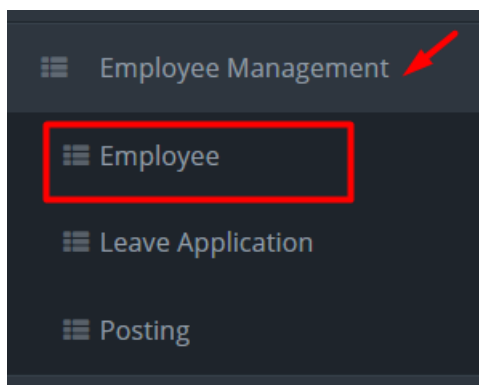 Employee Management
Employee
Leave Application
Posting